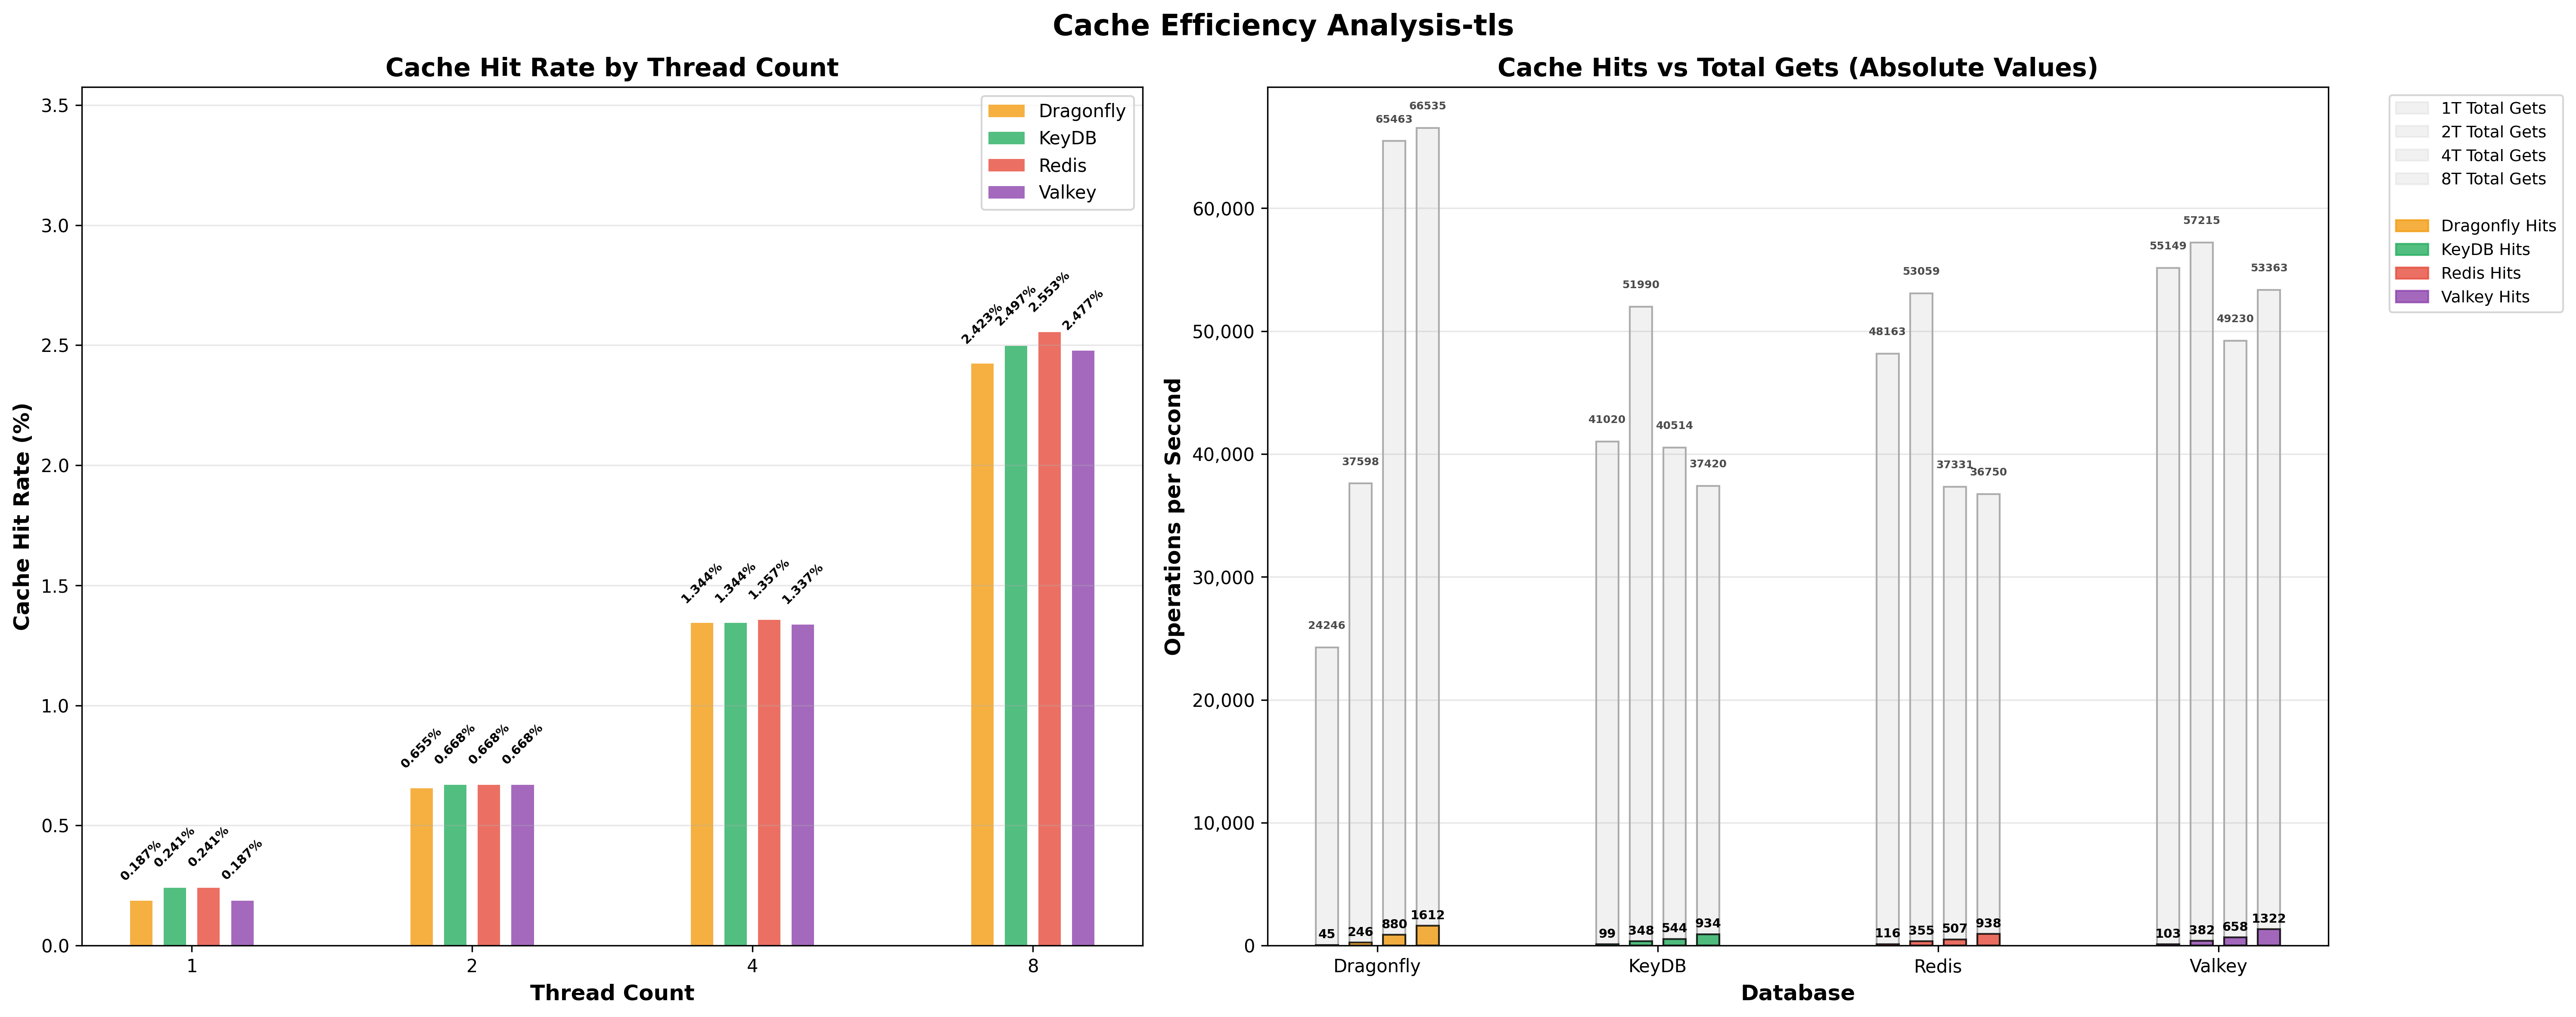 Cache Efficiency Analysis-tls
Cache Hit Rate by Thread Count
Cache Hit Rate (%)
3.5
3.0
2.5
2.0
1.5
1.0
0.5
0.0
Dragonfly
KeyDB
Redis
Valkey
0.187%
0.241%
0.241%
0.187%
0.655%
0.668%
0.668%
0.668%
1.344%
1.344%
1.357%
1.337%
2.423%
2.497%
2.553%
2.477%
1
2
4
8
Thread Count
Cache Hits vs Total Gets (Absolute Values)
Operations per Second
60,000
50,000
40,000
30,000
20,000
10,000
0
24246
37598
65463
66535
41020
51990
40514
37420
48163
53059
37331
36750
55149
57215
49230
53363
45
246
880
1612
99
348
544
934
116
355
507
938
103
382
658
1322
Dragonfly
KeyDB
Redis
Valkey
Database
1T Total Gets
2T Total Gets
4T Total Gets
8T Total Gets
Dragonfly Hits
KeyDB Hits
Redis Hits
Valkey Hits